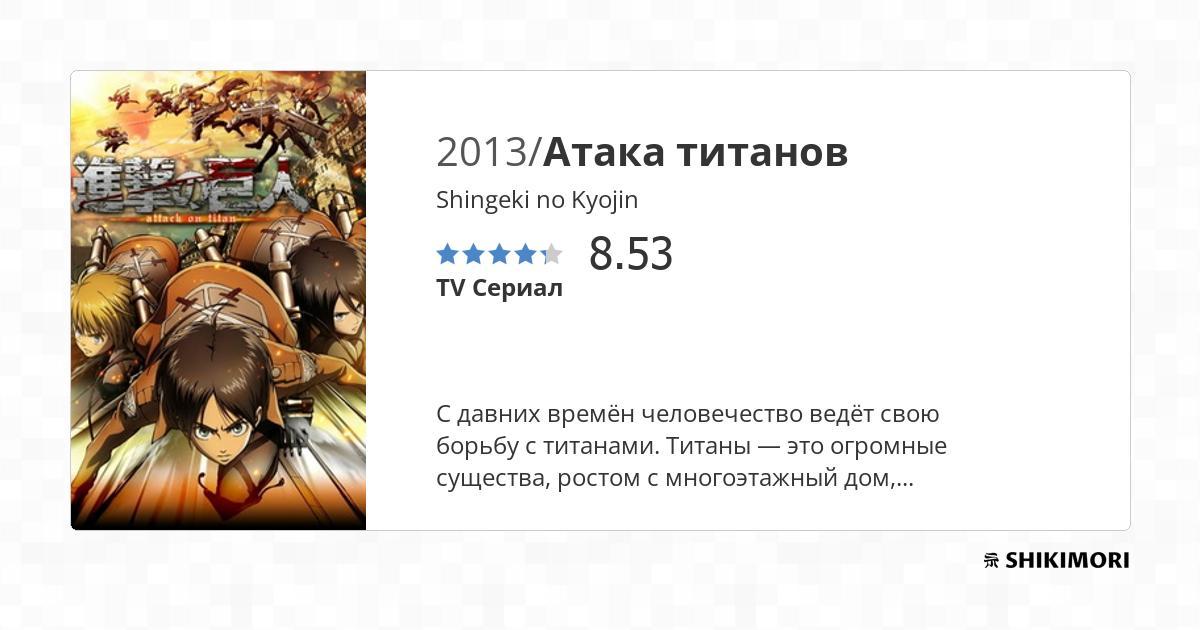 進撃の巨人
attack on titan
2013/Атака титанов
Shingeki no Kyojin
8.53
TV Сериал
С давних времён человечество ведёт свою
борьбу с титанами. Титаны — это огромные
существа, ростом с многоэтажный дом,...
SHIKIMORI